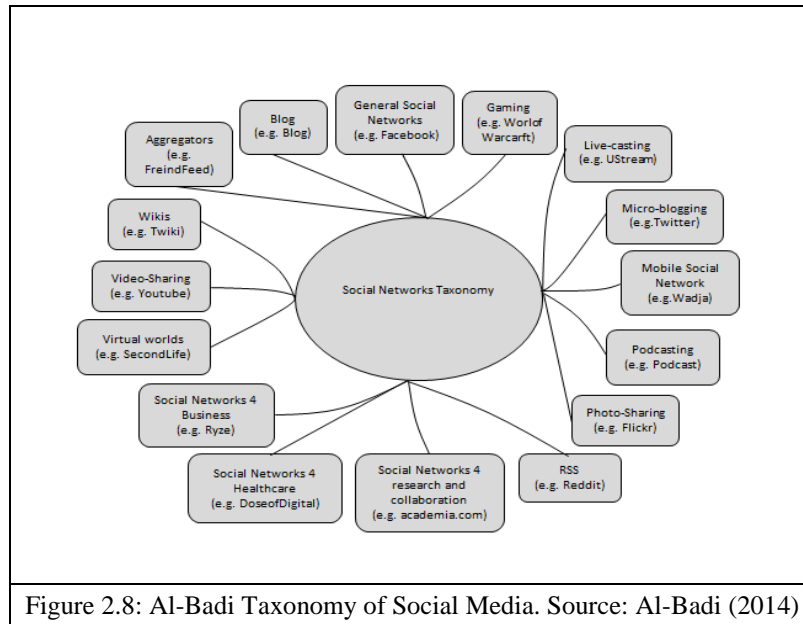 General Social
Networks
(e.g. Facebook)
Gaming
(e.g. Worlof
Warcarft)
Blog
(e.g. Blog)
Aggregators
(e.g.
FreindFeed)
Live-casting
(e.g. UStream)
Wikis
(e.g. Twiki)
Micro-blogging
(e.g.Twitter)
Video-Sharing
(e.g. Youtube)
Social Networks Taxonomy
Mobile Social
Network
(e.g.Wadja)
Virtual worlds
(e.g. SecondLife)
Podcasting
(e.g. Podcast)
Social Networks 4
Business
(e.g. Ryze)
Photo-Sharing
(e.g. Flickr)
Social Networks 4
Healthcare
(e.g. DoseofDigital)
Social Networks 4
research and
collaboration
(e.g. academia.com)
RSS
(e.g. Reddit)
Figure 2.8: Al-Badi Taxonomy of Social Media. Source: Al-Badi (2014)